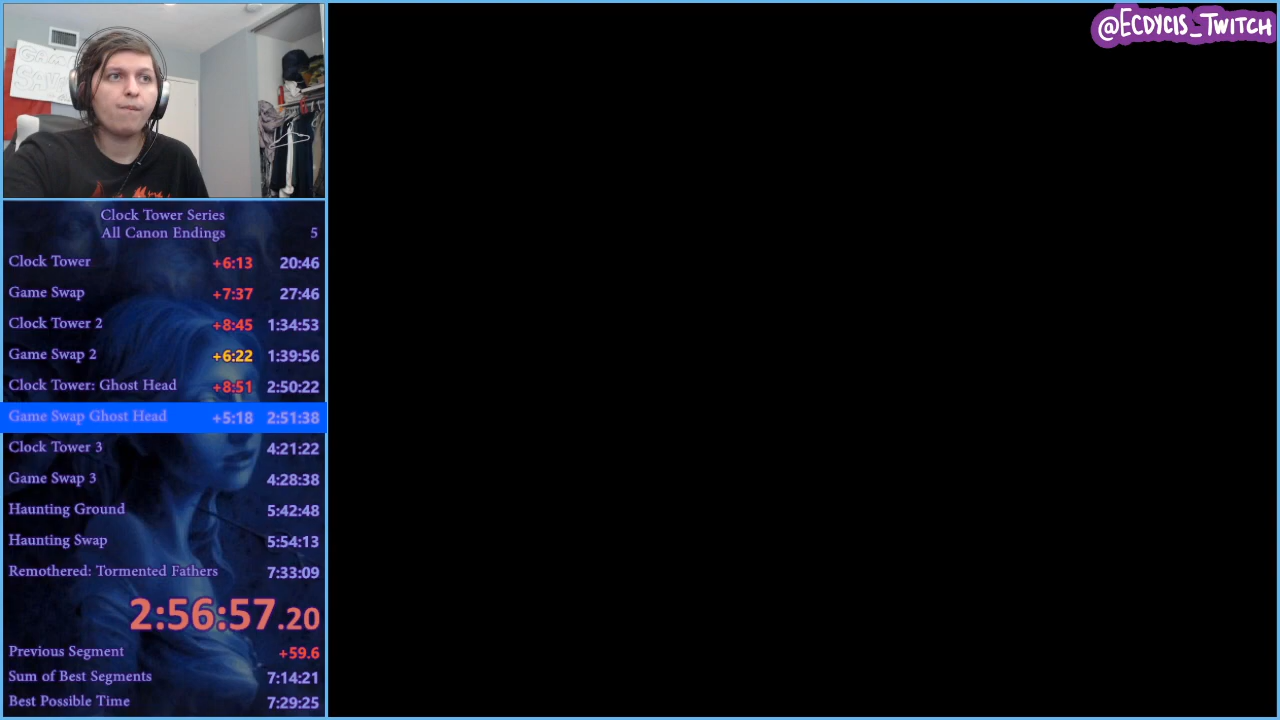 @ECDYCIS_TWITCH
GAME
SWAP
Clock Tower Series
All Canon Endings 5
Clock Tower +6:13 20:46
Game Swap +7:37 27:46
Clock Tower 2 +8:45 1:34:53
Game Swap 2 +6:22 1:39:56
Clock Tower: Ghost Head +8:51 2:50:22
Game Swap Ghost Head +5:18 2:51:38
Clock Tower 3 4:21:22
Game Swap 3 4:28:38
Haunting Ground 5:42:48
Haunting Swap 5:54:13
Remothered: Tormented Fathers 7:33:09
2:56:57.20
Previous Segment +59.6
Sum of Best Segments 7:14:21
Best Possible Time 7:29:25